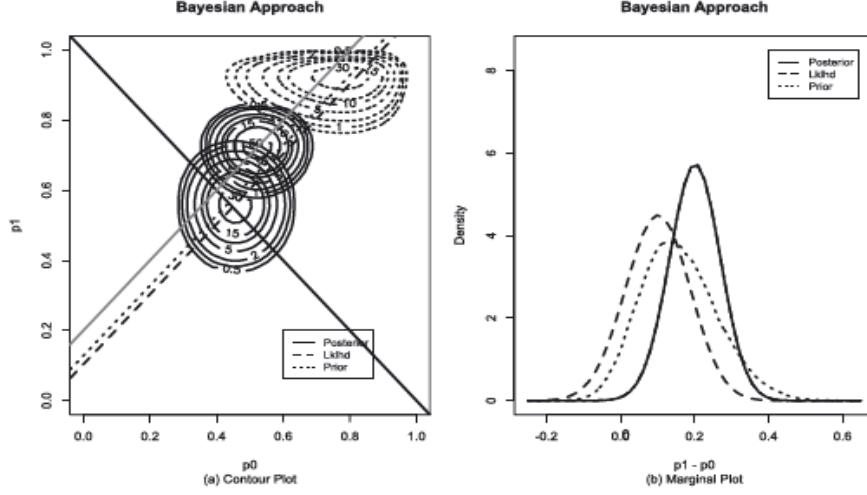 Bayesian Approach
p1
1.0
0.8
0.6
0.4
0.2
0.0
30
10
5
1
15
50
30
15
5
2
0.5
Posterior
Lklhd
Prior
0.0
0.2
0.4
0.6
0.8
1.0
p0
(a) Contour Plot
Bayesian Approach
Density
8
6
4
2
0
Posterior
Lklhd
Prior
-0.2
0.0
0.2
0.4
0.6
p1 - p0
(b) Marginal Plot